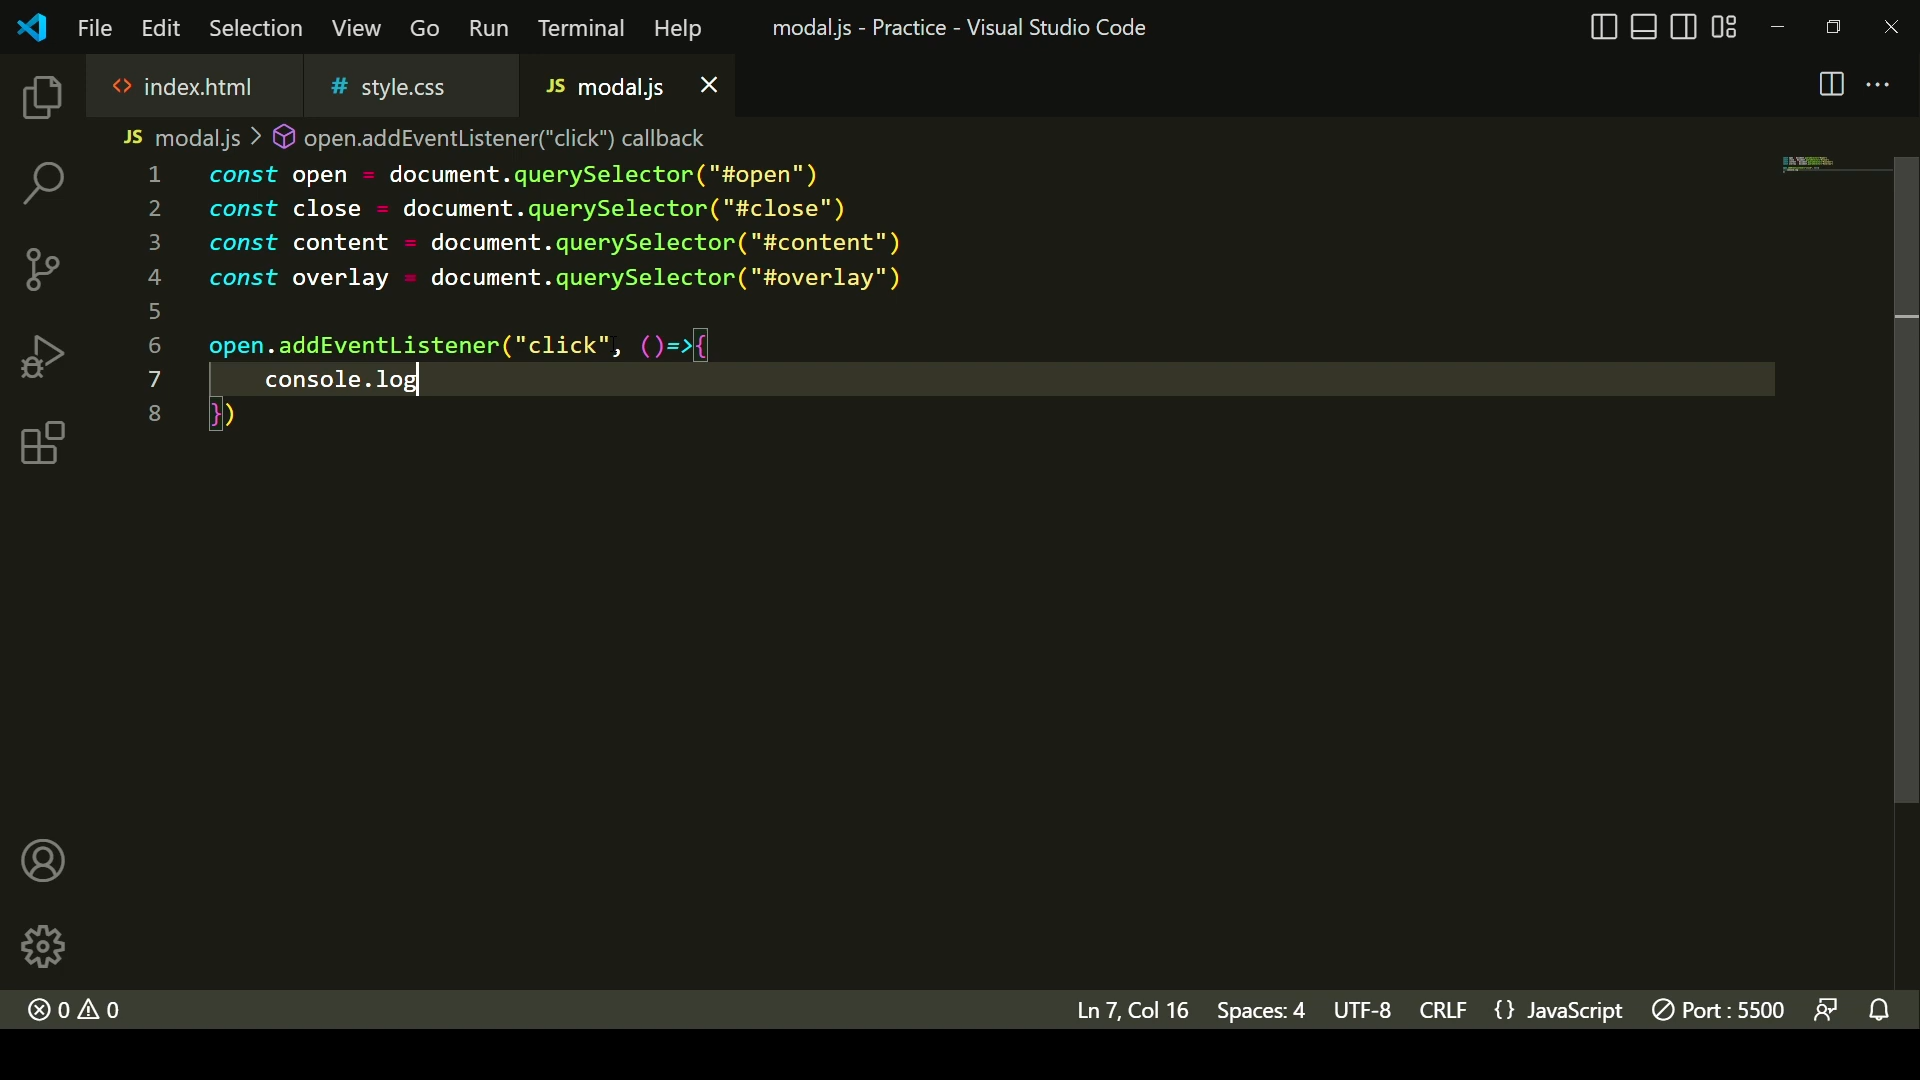 File Edit Selection View Go Run Terminal Help modal.js - Practice - Visual Studio Code
<> index.html # style.css JS modal.js
JS modal.js > open.addEventListener("click") callback
1 const open = document.querySelector("#open")
2 const close = document.querySelector("#close")
3 const content = document.querySelector("#content")
4 const overlay = document.querySelector("#overlay")
5
6 open.addEventListener("click", ()=>{
7     console.log
8 })
0 0 Ln 7, Col 16 Spaces: 4 UTF-8 CRLF {} JavaScript Port : 5500